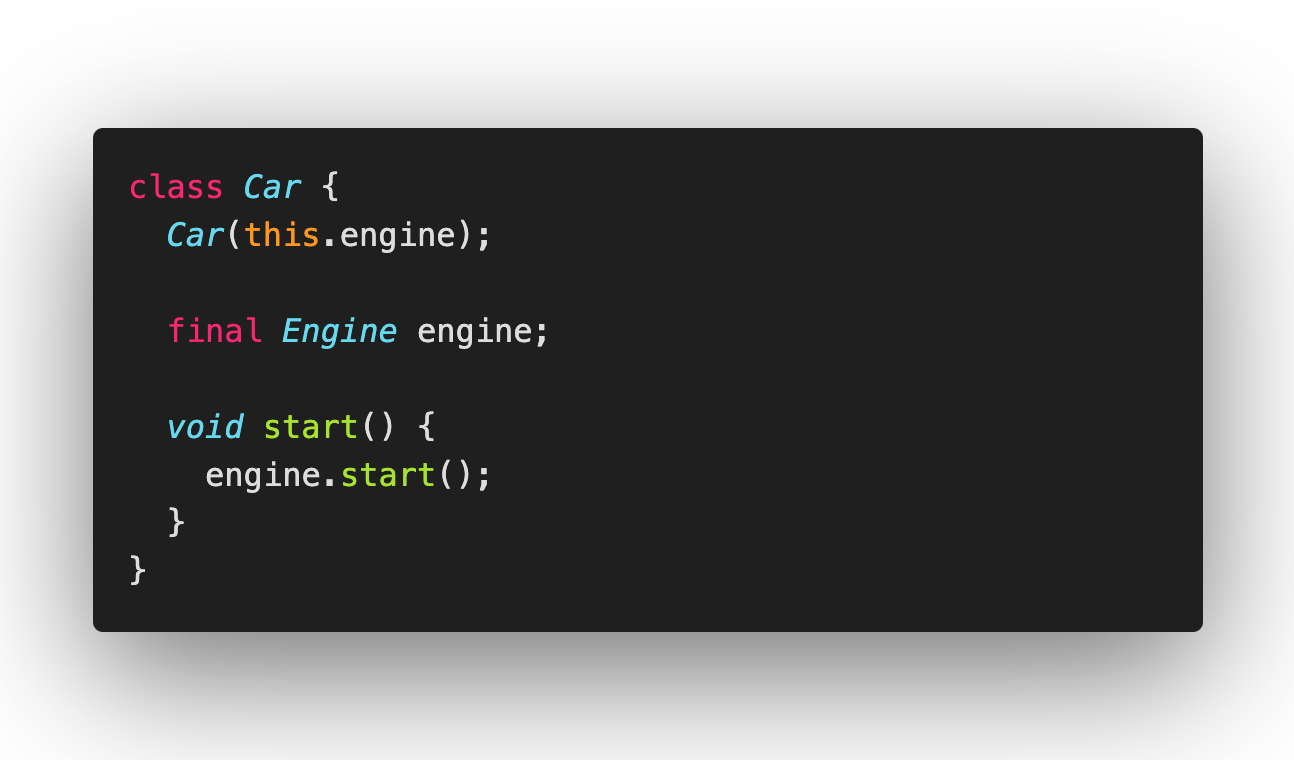 class Car {
  Car(this.engine);

  final Engine engine;

  void start() {
    engine.start();
  }
}